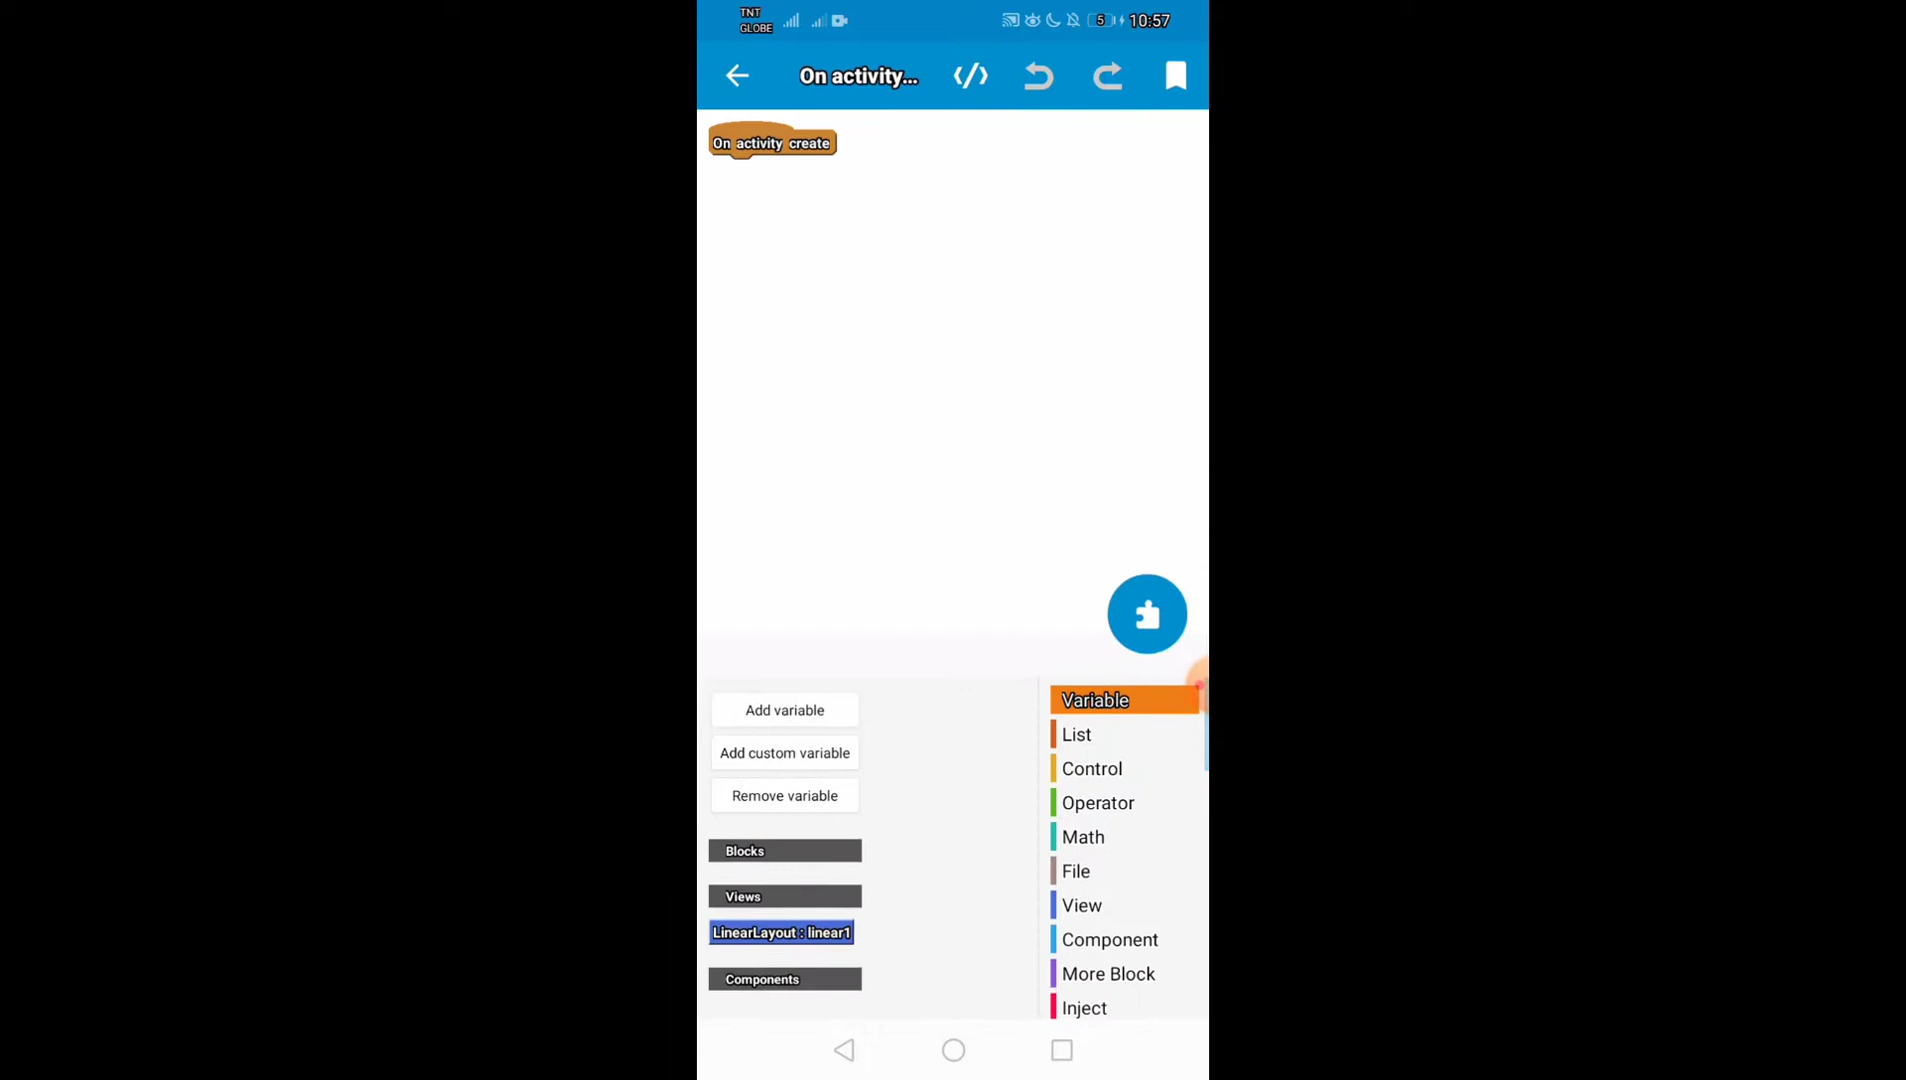 TNT
GLOBE
5
10:57
On activity...
On activity create
Add variable
Add custom variable
Remove variable
Blocks
Views
LinearLayout : linear1
Components
Variable
List
Control
Operator
Math
File
View
Component
More Block
Inject